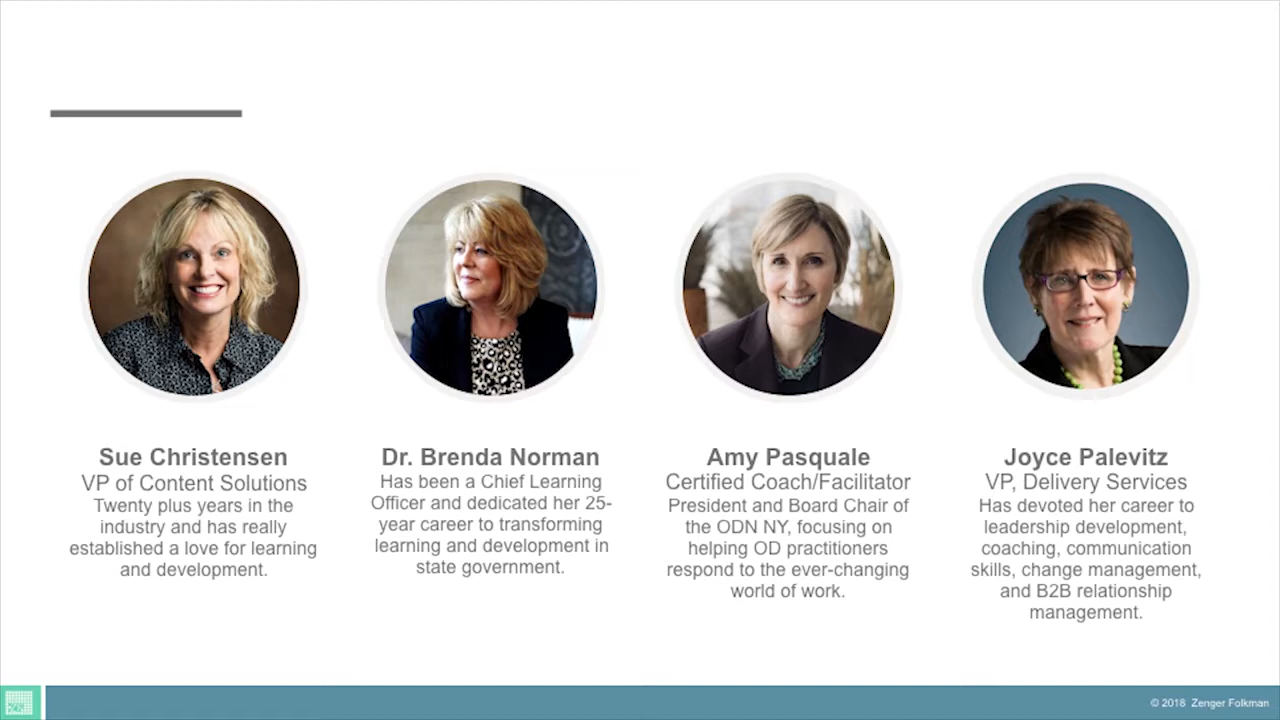 Sue Christensen
VP of Content Solutions
Twenty plus years in the
industry and has really
established a love for learning
and development.
Dr. Brenda Norman
Has been a Chief Learning
Officer and dedicated her 25-
year career to transforming
learning and development in
state government.
Amy Pasquale
Certified Coach/Facilitator
President and Board Chair of
the ODN NY, focusing on
helping OD practitioners
respond to the ever-changing
world of work.
Joyce Palevitz
VP, Delivery Services
Has devoted her career to
leadership development,
coaching, communication
skills, change management,
and B2B relationship
management.
© 2018 Zenger Folkman